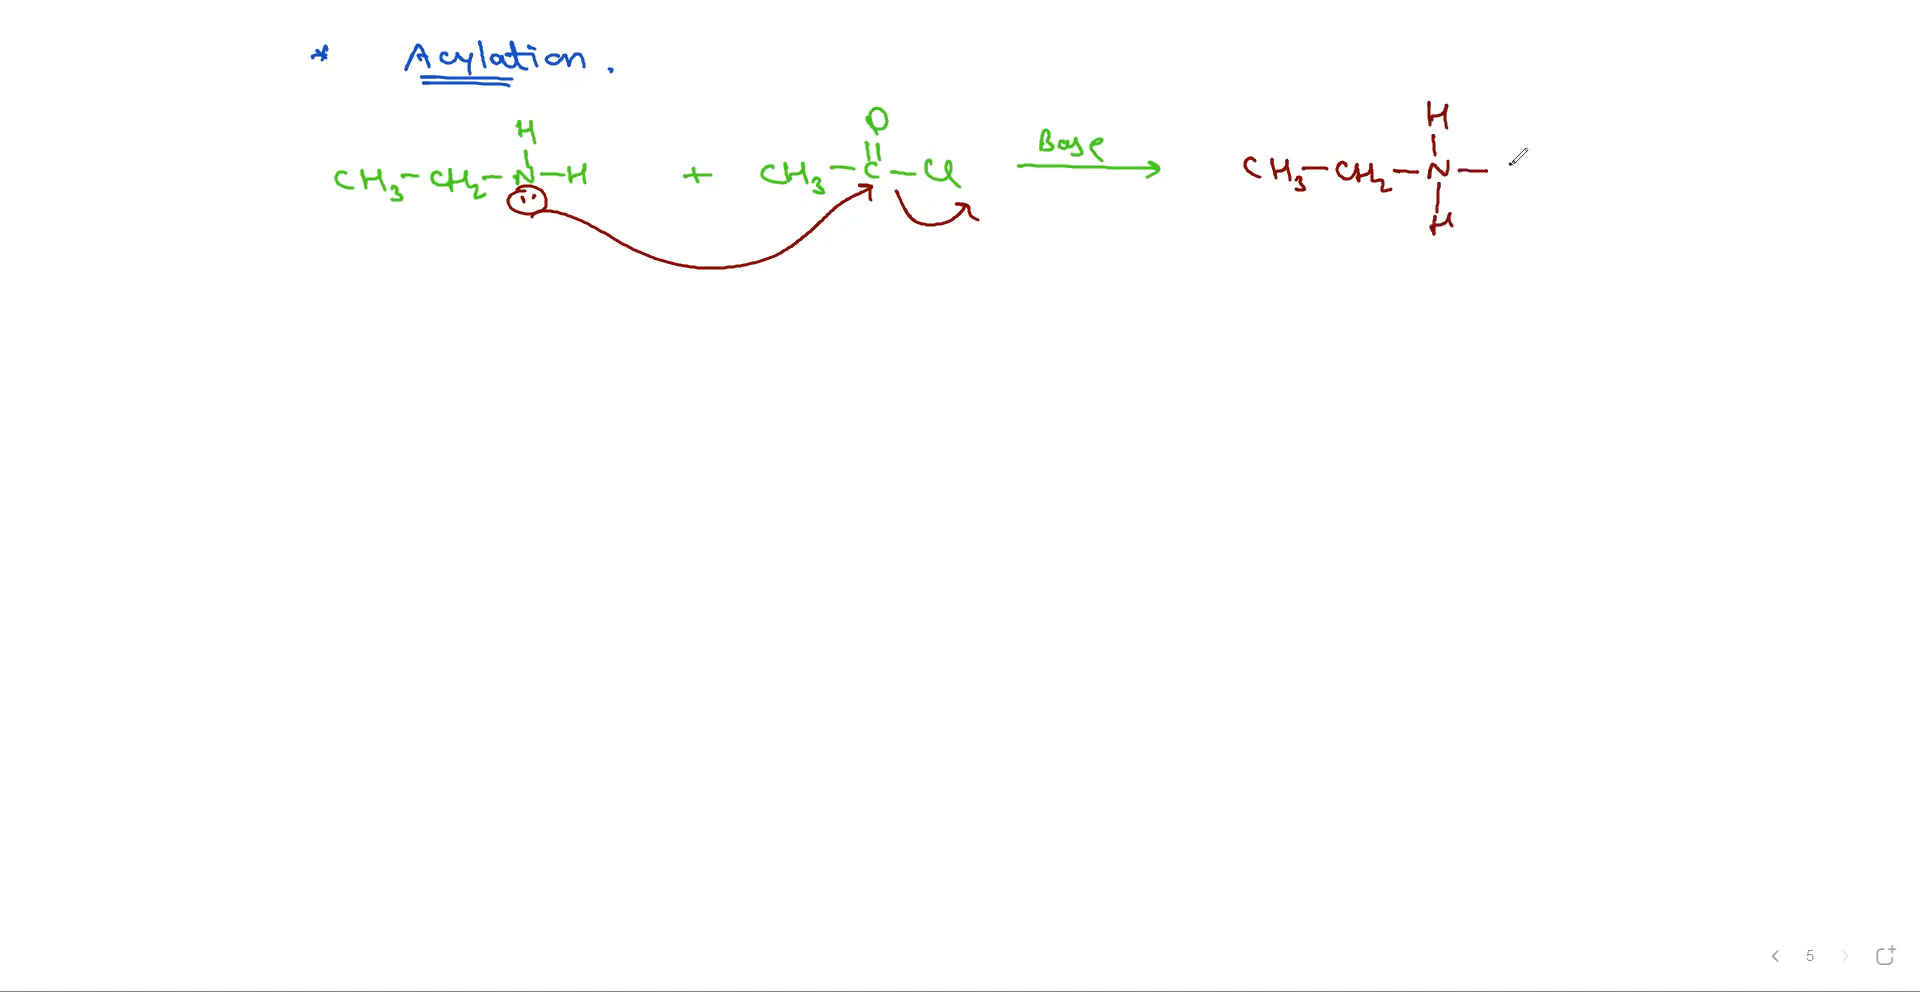 * Acylation.
H O Base H
CH3-CH2-N-H + CH3-C-Cl → CH3-CH2-N-
H
5